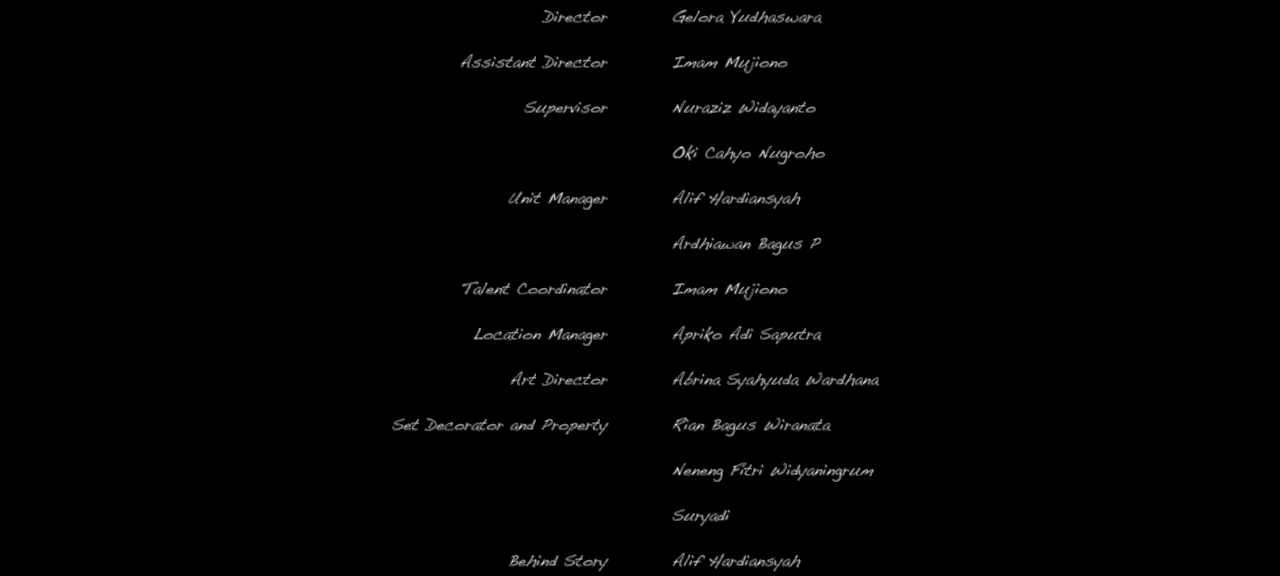 Director Gelora Yudhaswara
Assistant Director Imam Mujiono
Supervisor Nuraziz Widayanto
Oki Cahyo Nugroho
Unit Manager Alif Hardiansyah
Ardhiawan Bagus P
Talent Coordinator Imam Mujiono
Location Manager Apriko Adi Saputra
Art Director Abrina Syahyuda Wardhana
Set Decorator and Property Rian Bagus Wiranata
Neneng Fitri Widyaningrum
Suryadi
Behind Story Alif Hardiansyah